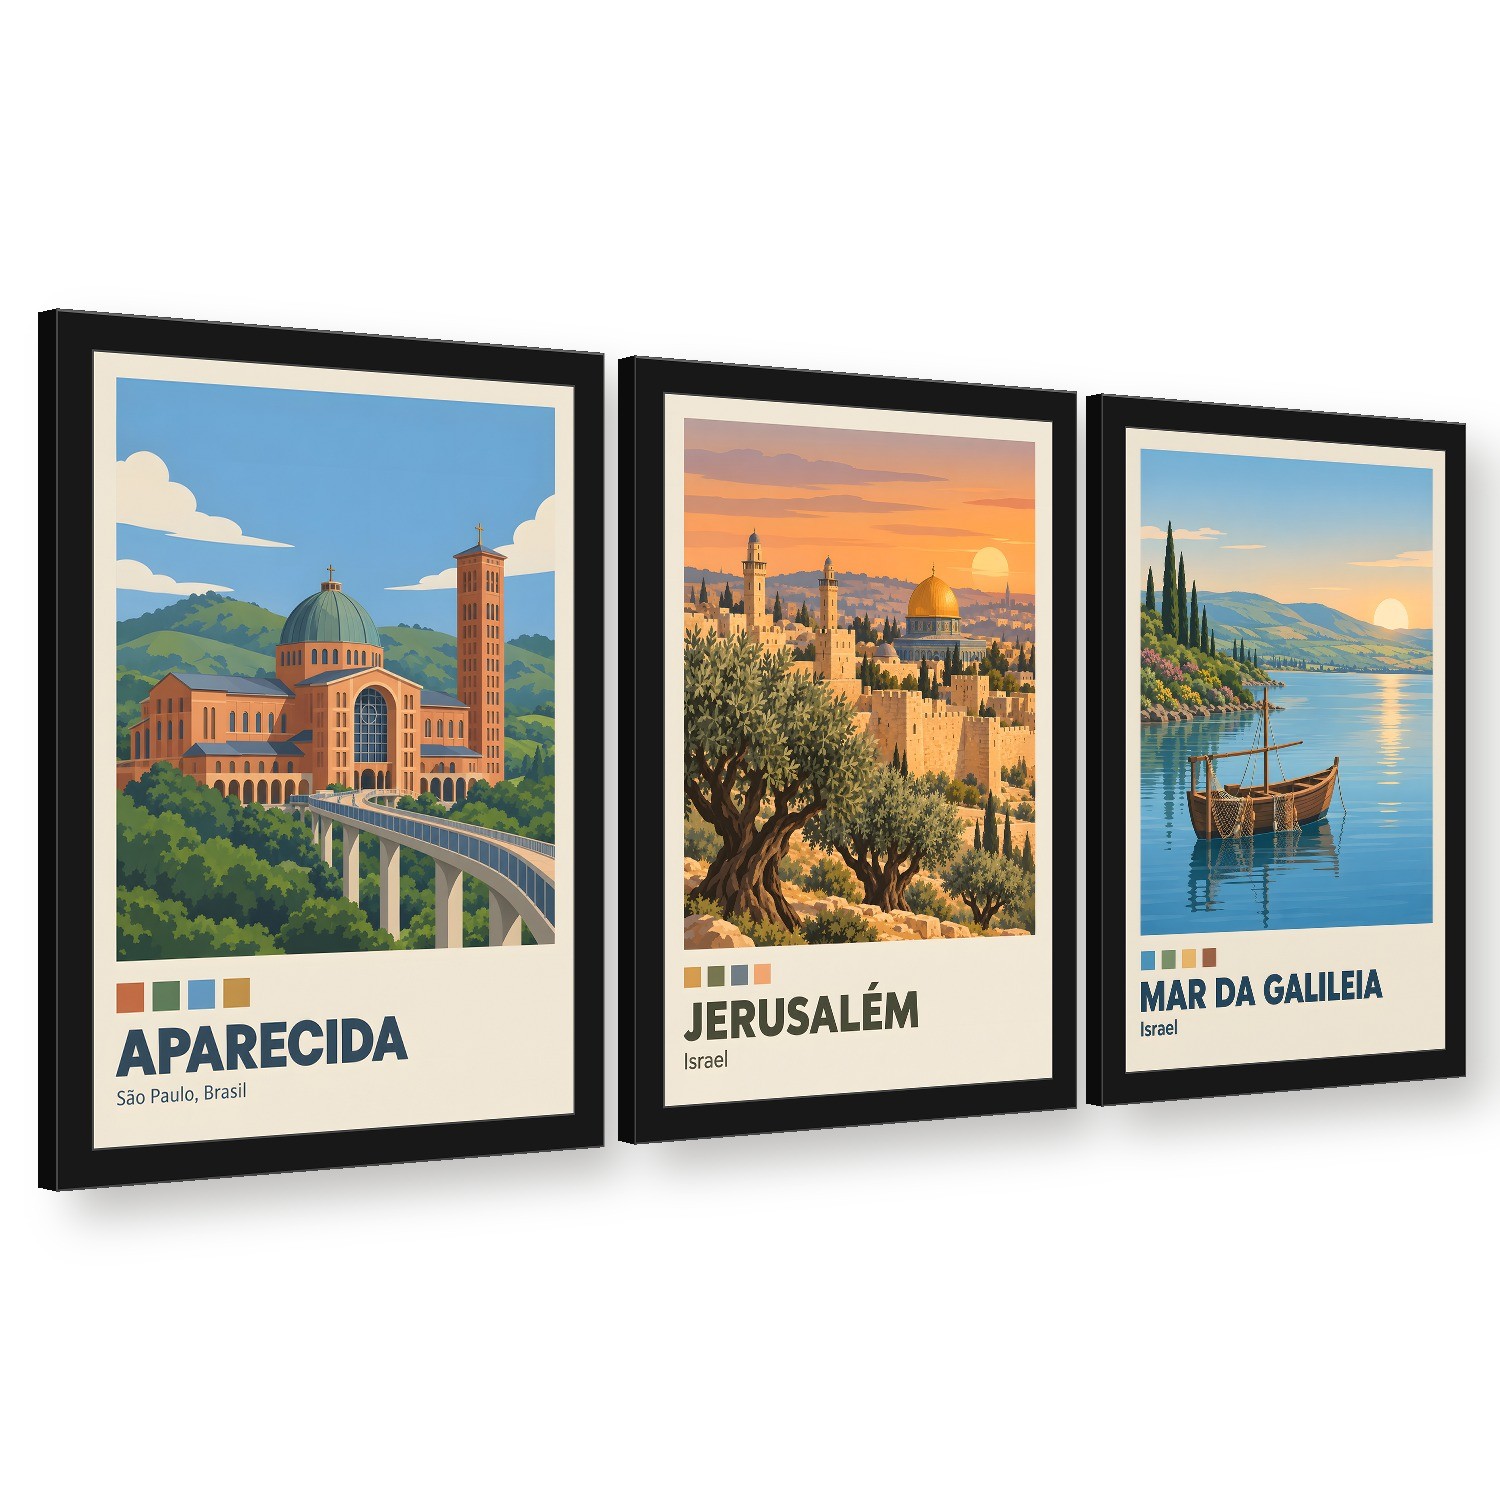 APARECIDA
São Paulo, Brasil
JERUSALÉM
Israel
MAR DA GALILEIA
Israel